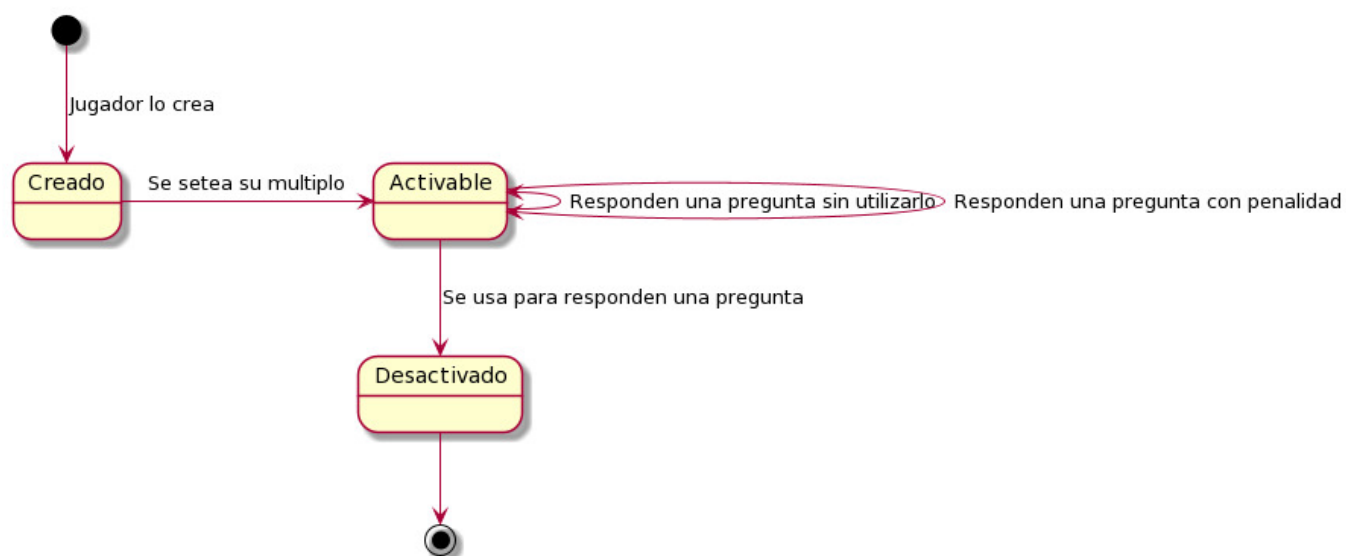 Jugador lo crea
Creado
Se setea su multiplo
Activable
Responden una pregunta sin utilizarlo
Responden una pregunta con penalidad
Se usa para responden una pregunta
Desactivado